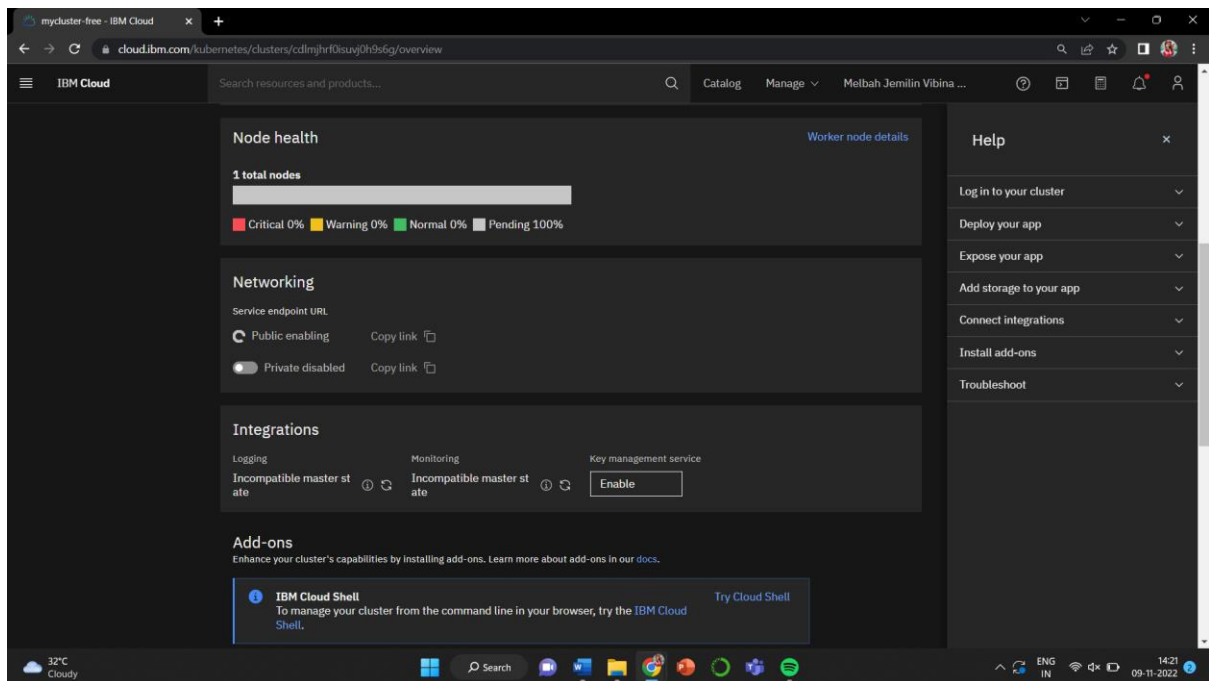 mycluster-free - IBM Cloud
cloud.ibm.com/kubernetes/clusters/cdlmjhrf0isuvj0h9s6g/overview
IBM Cloud
Search resources and products...
Catalog
Manage
Melbah Jemilin Vibina ...
Node health
Worker node details
1 total nodes
Critical 0% Warning 0% Normal 0% Pending 100%
Networking
Service endpoint URL
Public enabling Copy link
Private disabled Copy link
Integrations
Logging Monitoring Key management service
Incompatible master st
ate
Incompatible master st
ate
Enable
Add-ons
Enhance your cluster's capabilities by installing add-ons. Learn more about add-ons in our docs.
IBM Cloud Shell
Try Cloud Shell
To manage your cluster from the command line in your browser, try the IBM Cloud
Shell.
Help
Log in to your cluster
Deploy your app
Expose your app
Add storage to your app
Connect integrations
Install add-ons
Troubleshoot
32°C
Cloudy
Search
ENG
IN
14:21
09-11-2022
2